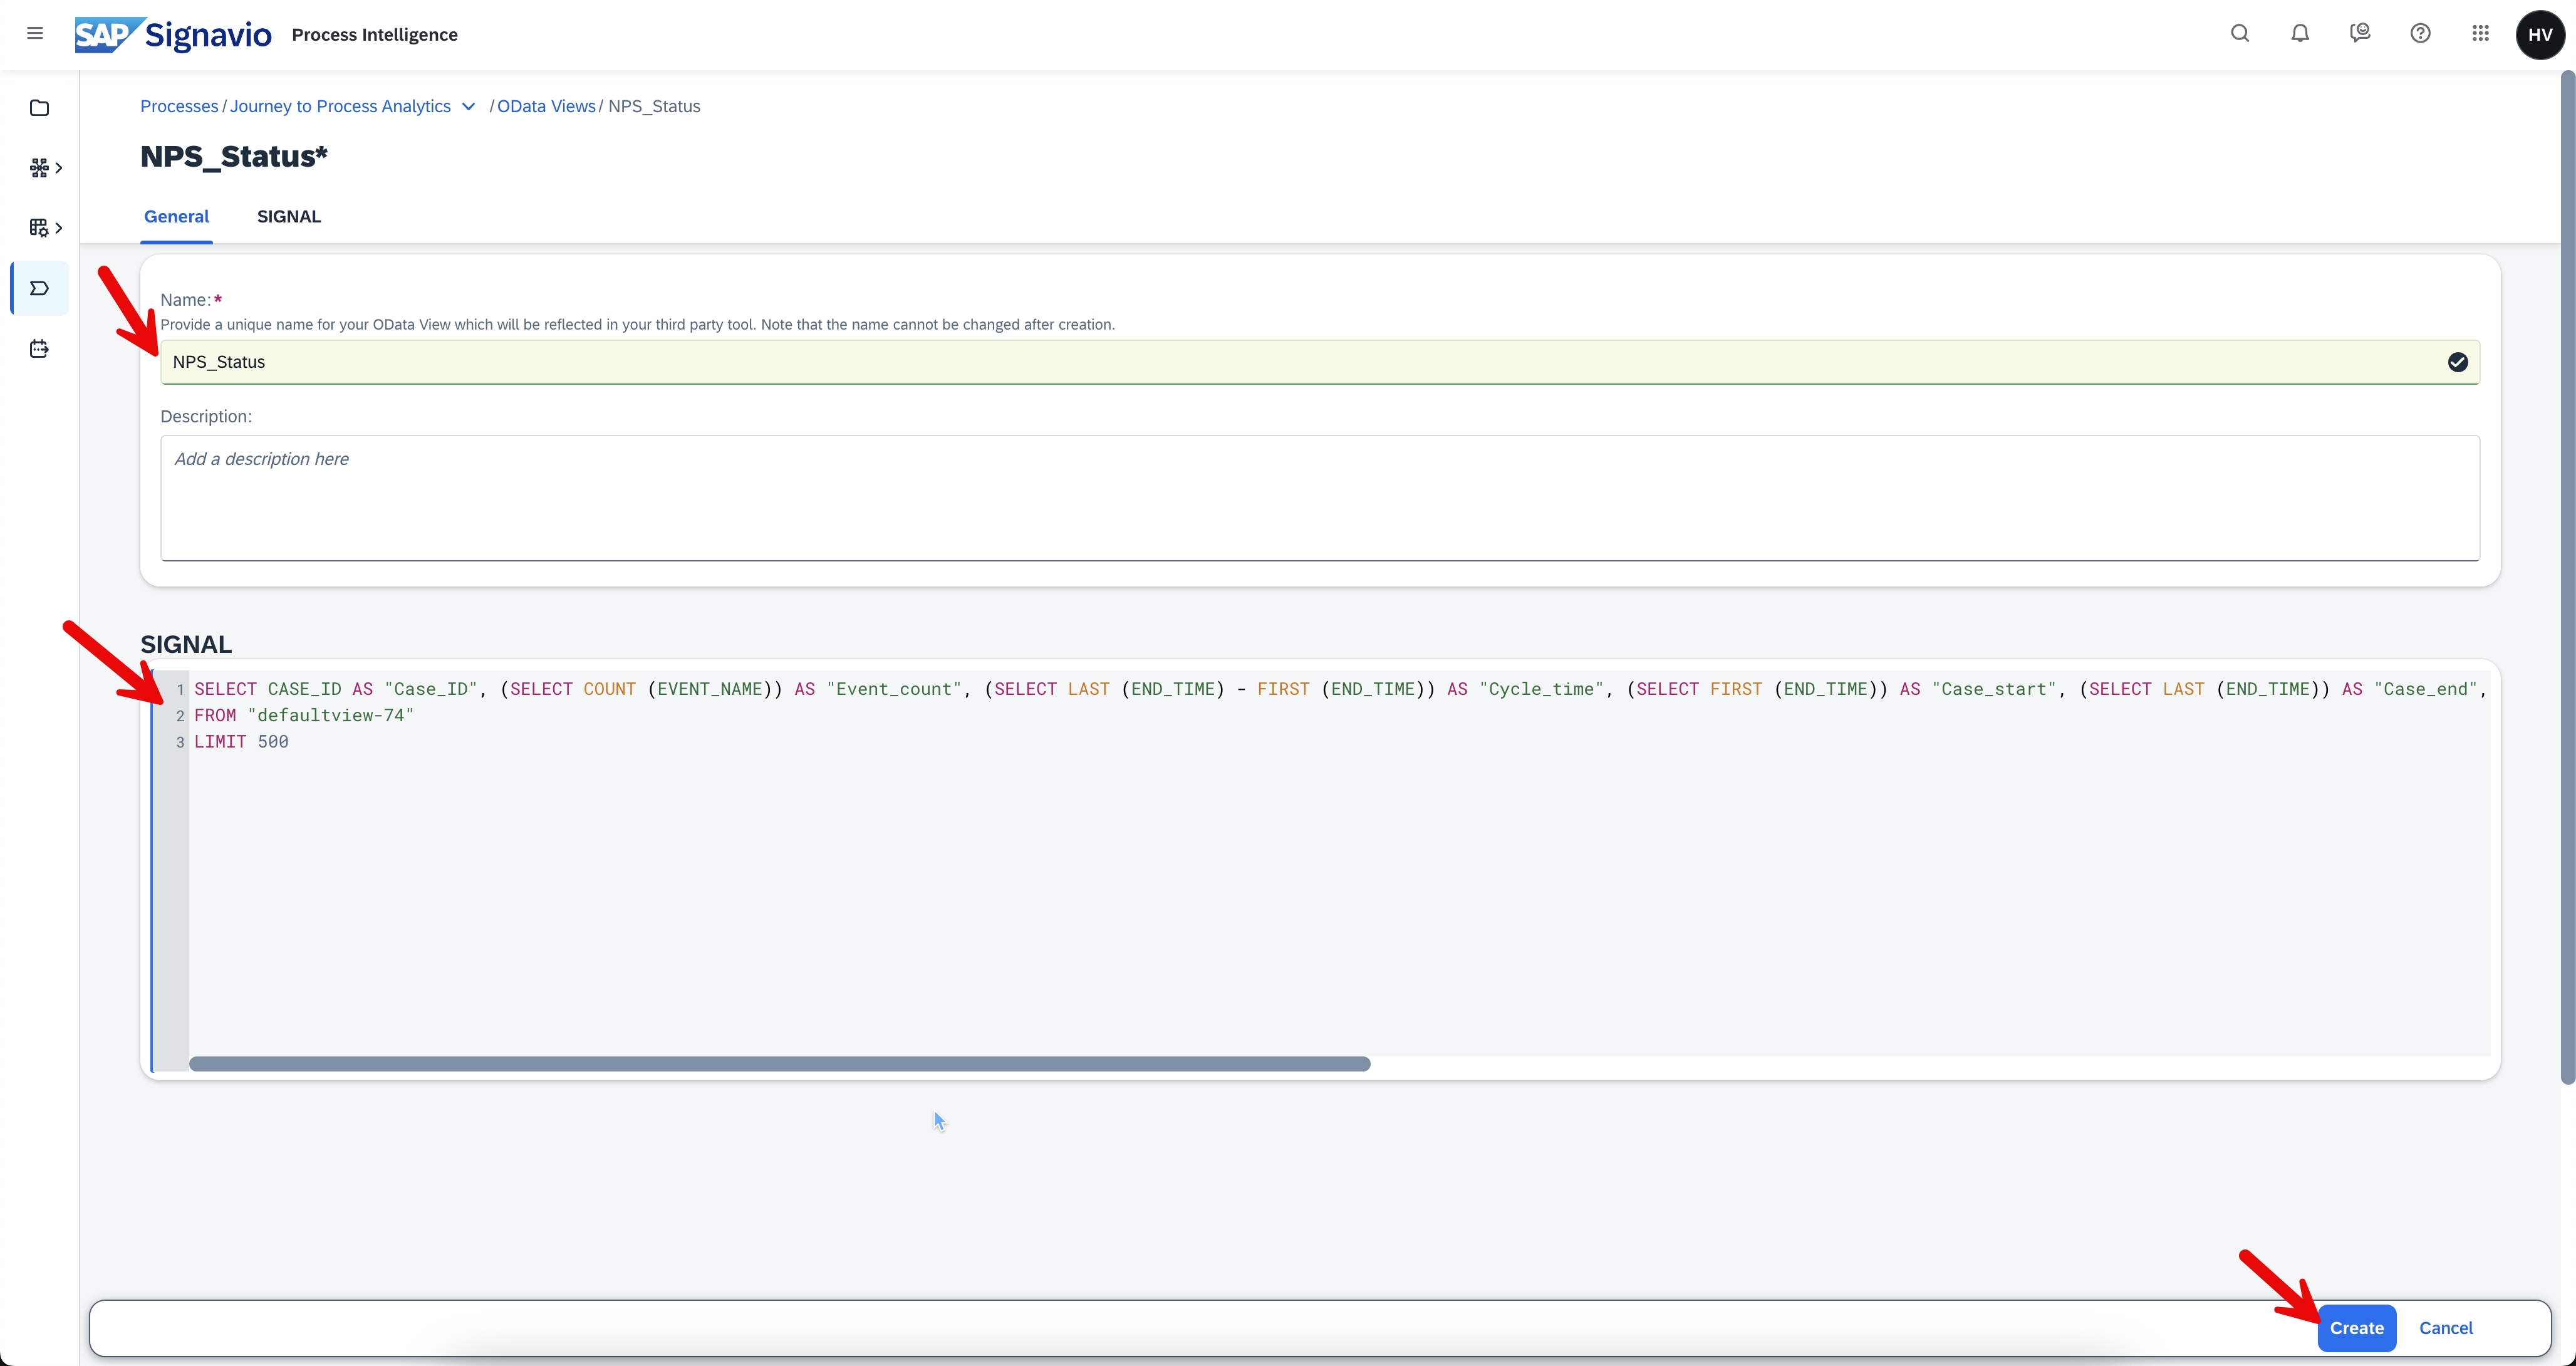 SAP Signavio Process Intelligence HV
Processes / Journey to Process Analytics / OData Views / NPS_Status
NPS_Status*
General SIGNAL
Name:*
Provide a unique name for your OData View which will be reflected in your third party tool. Note that the name cannot be changed after creation.
NPS_Status
Description:
Add a description here
SIGNAL
1 SELECT CASE_ID AS "Case_ID", (SELECT COUNT (EVENT_NAME)) AS "Event_count", (SELECT LAST (END_TIME) - FIRST (END_TIME)) AS "Cycle_time", (SELECT FIRST (END_TIME)) AS "Case_start", (SELECT LAST (END_TIME)) AS "Case_end",
2 FROM "defaultview-74"
3 LIMIT 500
Create Cancel